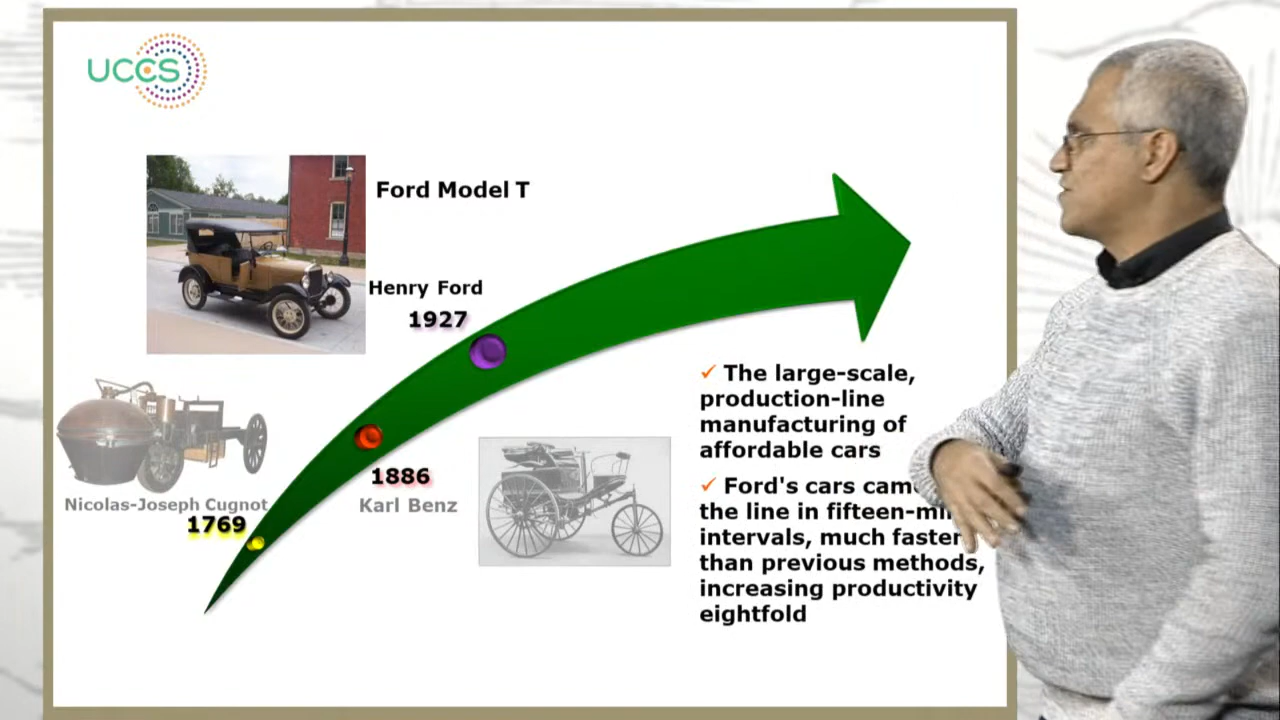 UCCS
Ford Model T
Henry Ford
1927
1886
Karl Benz
Nicolas-Joseph Cugnot
1769
✓ The large-scale,
production-line
manufacturing of
affordable cars
✓ Ford's cars
the line in
intervals, much faster
than previous methods,
increasing productivity
eightfold